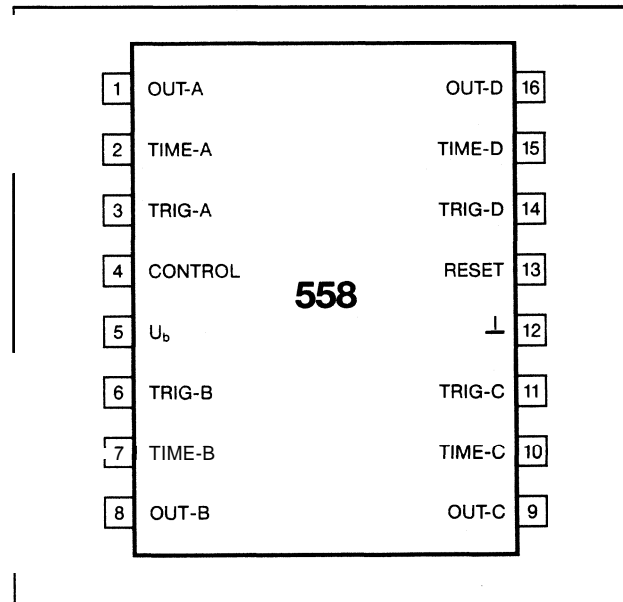 1 OUT-A OUT-D 16
2 TIME-A TIME-D 15
3 TRIG-A TRIG-D 14
4 CONTROL RESET 13
558
5 U_b ⊥ 12
6 TRIG-B TRIG-C 11
7 TIME-B TIME-C 10
8 OUT-B OUT-C 9